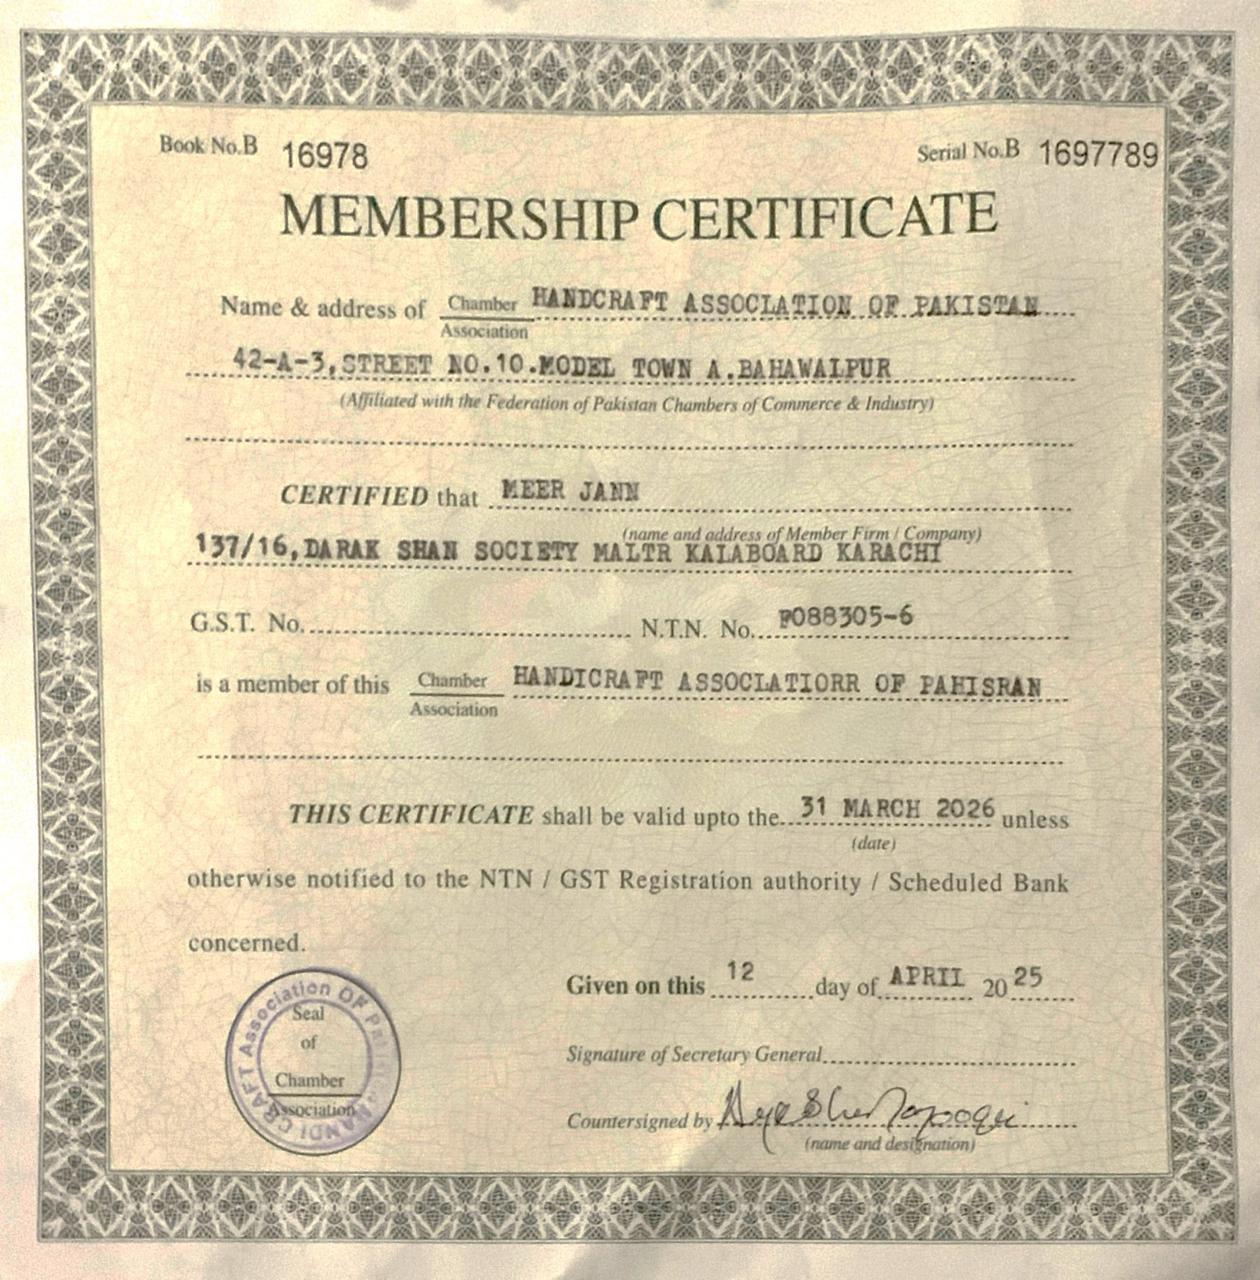 Book No.B 16978 Serial No.B 1697789
MEMBERSHIP CERTIFICATE
Name & address of Chamber HANDCRAFT ASSOCLATION OF PAKISTAN
Association
42-A-3,STREET NO.10.MODEL TOWN A.BAHAWALPUR
(Affiliated with the Federation of Pakistan Chambers of Commerce & Industry)
CERTIFIED that MEER JANN
(name and address of Member Firm / Company)
137/16,DARAK SHAN SOCIETY MALTR KALABOARD KARACHI
G.S.T. No. N.T.N. No. F088305-6
is a member of this Chamber HANDICRAFT ASSOCLATIORR OF PAHISRAN
Association
THIS CERTIFICATE shall be valid upto the 31 MARCH 2026 unless
(date)
otherwise notified to the NTN / GST Registration authority / Scheduled Bank
concerned.
Given on this 12 day of APRIL 2025
Signature of Secretary General
Countersigned by
(name and designation)
HANDI CRAFT Association OF
Seal
of
Chamber
Association